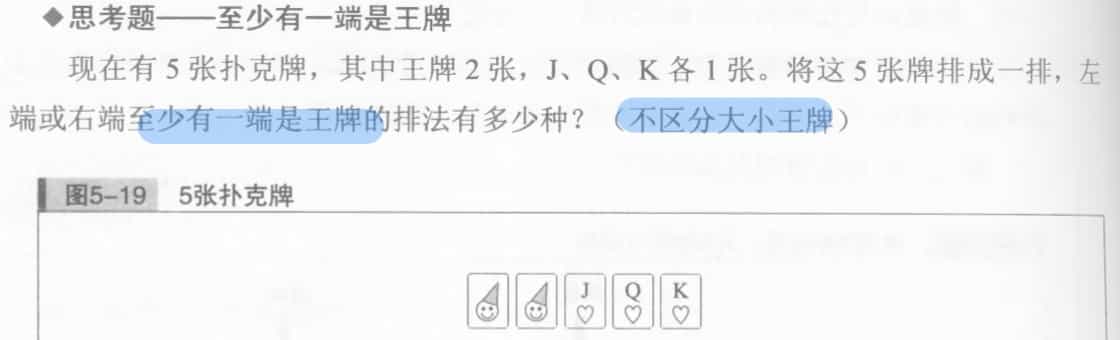 ◆思考题——至少有一端是王牌
现在有5张扑克牌，其中王牌2张，J、Q、K各1张。将这5张牌排成一排，左
端或右端至少有一端是王牌的排法有多少种？（不区分大小王牌）
图5-19 5张扑克牌
J Q K